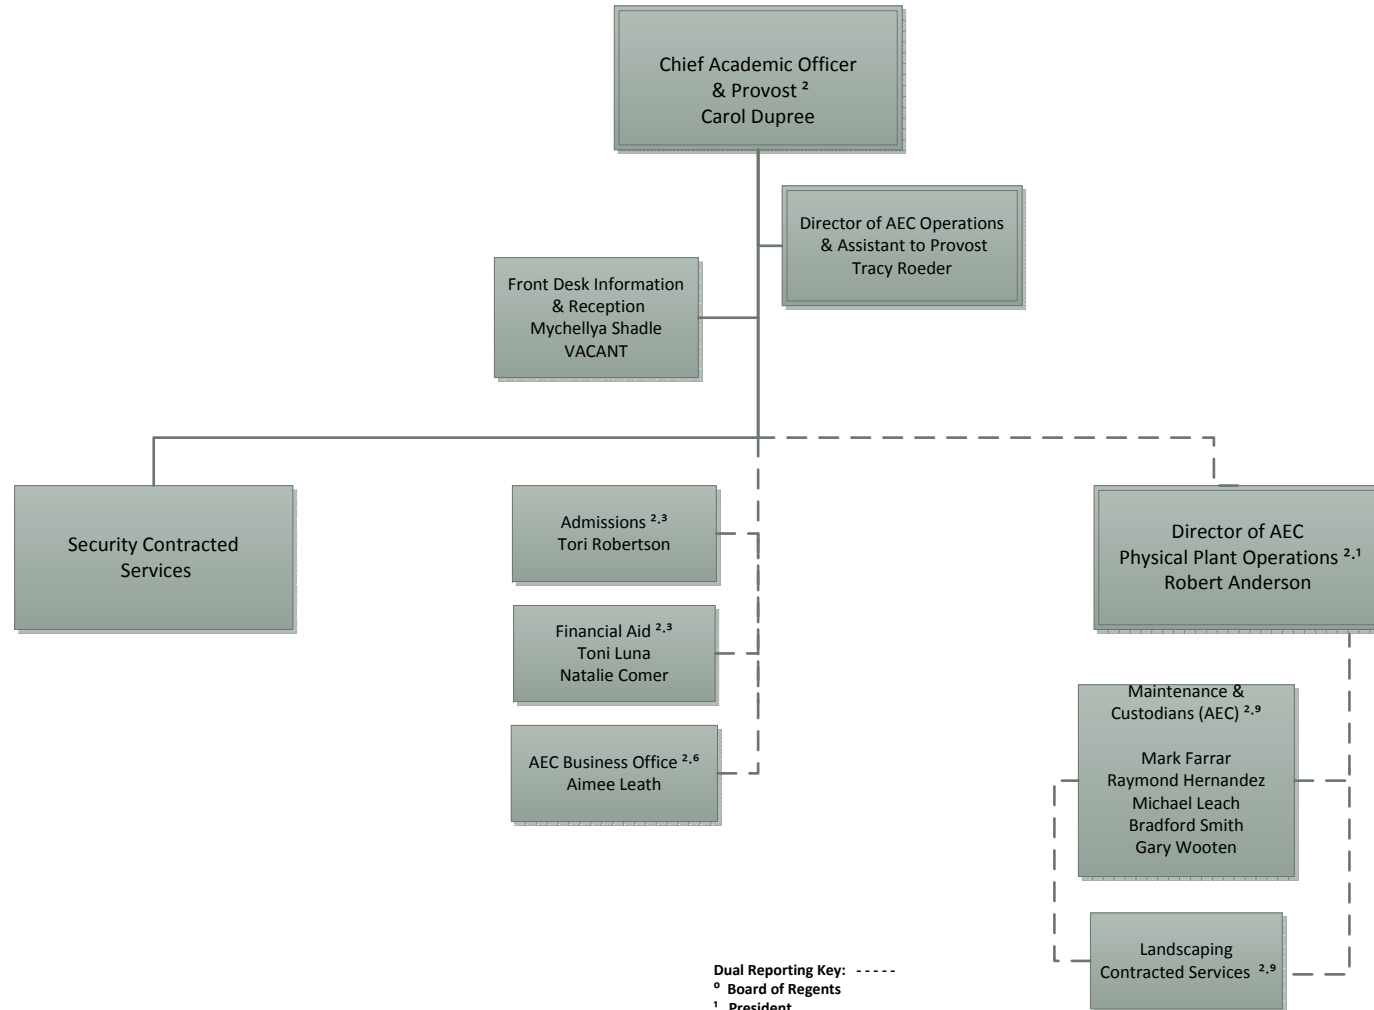 Chief Academic Officer
& Provost ²
Carol Dupree
Director of AEC Operations
& Assistant to Provost
Tracy Roeder
Front Desk Information
& Reception
Mychellya Shadle
VACANT
Security Contracted
Services
Admissions ²·³
Tori Robertson
Financial Aid ²·³
Toni Luna
Natalie Comer
AEC Business Office ²·⁶
Aimee Leath
Director of AEC
Physical Plant Operations ²·¹
Robert Anderson
Maintenance &
Custodians (AEC) ²·⁹
Mark Farrar
Raymond Hernandez
Michael Leach
Bradford Smith
Gary Wooten
Landscaping
Contracted Services ²·⁹
Dual Reporting Key: - - - - -
⁰ Board of Regents
¹ President